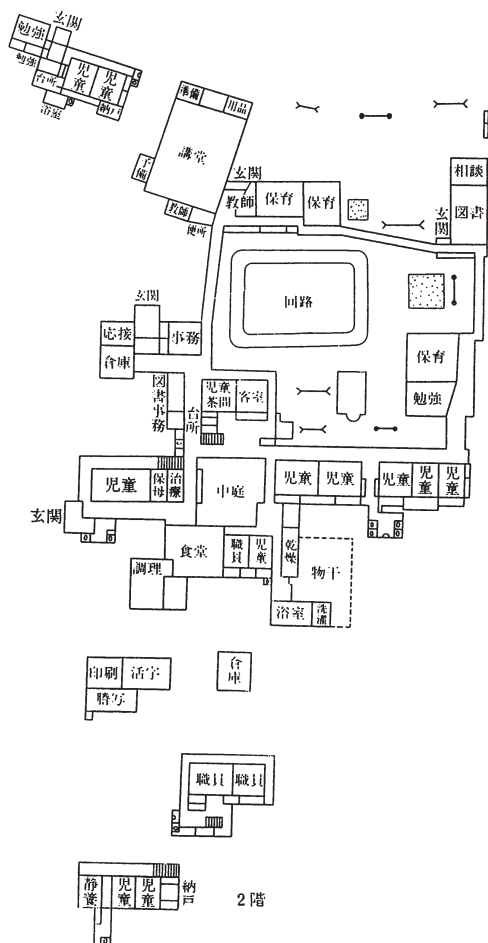 玄関
勉強
勉強
台所
児童
児童
納戸
浴室
準備
用品
講堂
予備
教師
便所
玄関
教師
保育
保育
相談
図書
玄関
回路
玄関
応接
事務
倉庫
図書事務
台所
児童茶間
客室
保育
勉強
児童
保母
治療
中庭
児童
児童
児童
児童
児童
玄関
食堂
職員
児童
乾燥
物干
調理
浴室
洗濯
印刷
活字
謄写
倉庫
職員
職員
静養
児童
児童
納戸
2階